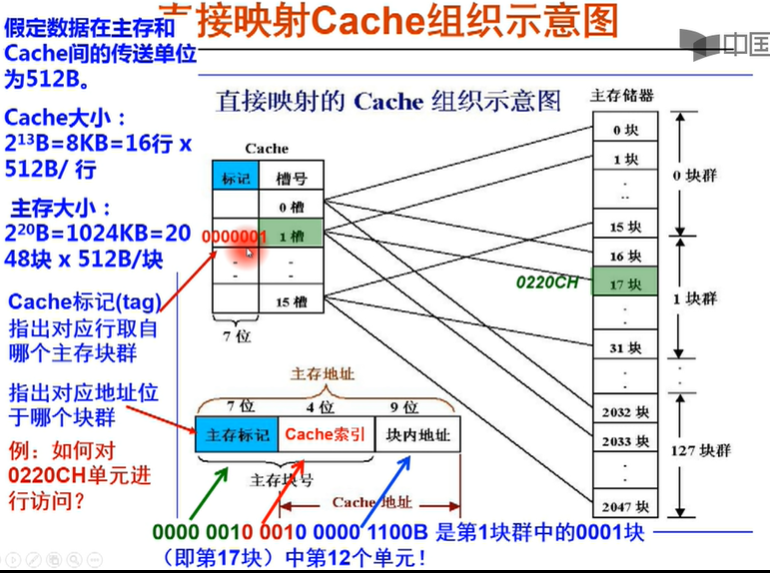 直接映射Cache组织示意图
中国
假定数据在主存和
Cache间的传送单位
为512B。
Cache大小：
2¹³B=8KB=16行 x
512B/ 行
主存大小：
2²⁰B=1024KB=20
48块 x 512B/块
Cache标记(tag)
指出对应行取自
哪个主存块群
指出对应地址位
于哪个块群
例：如何对
0220CH单元进
行访问？
直接映射的 Cache 组织示意图
主存储器
Cache
标记
槽号
0 槽
0000001
1 槽
15 槽
7 位
0 块
1 块
15 块
16 块
0220CH
17 块
31 块
2032 块
2033 块
2047 块
0 块群
1 块群
127 块群
主存地址
7 位
4 位
9 位
主存标记
Cache索引
块内地址
主存块号
Cache 地址
0000 0010 0010 0000 1100B 是第1块群中的0001块
（即第17块）中第12个单元！